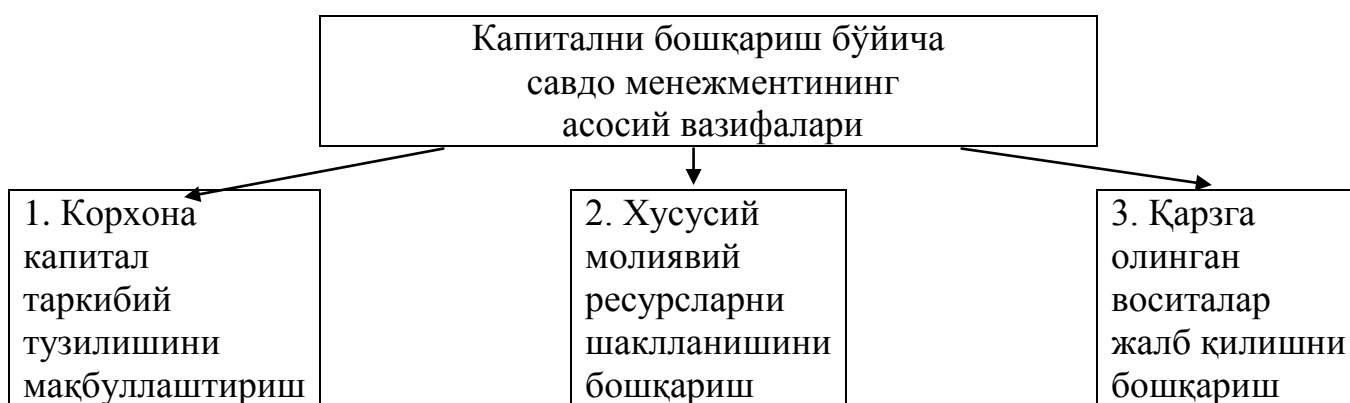 Капитални бошқариш бўйича
савдо менежментининг
асосий вазифалари
1. Корхона
капитал
таркибий
тузилишини
мақбуллаштириш
2. Хусусий
молиявий
ресурсларни
шаклланишини
бошқариш
3. Қарзга
олинган
воситалар
жалб қилишни
бошқариш